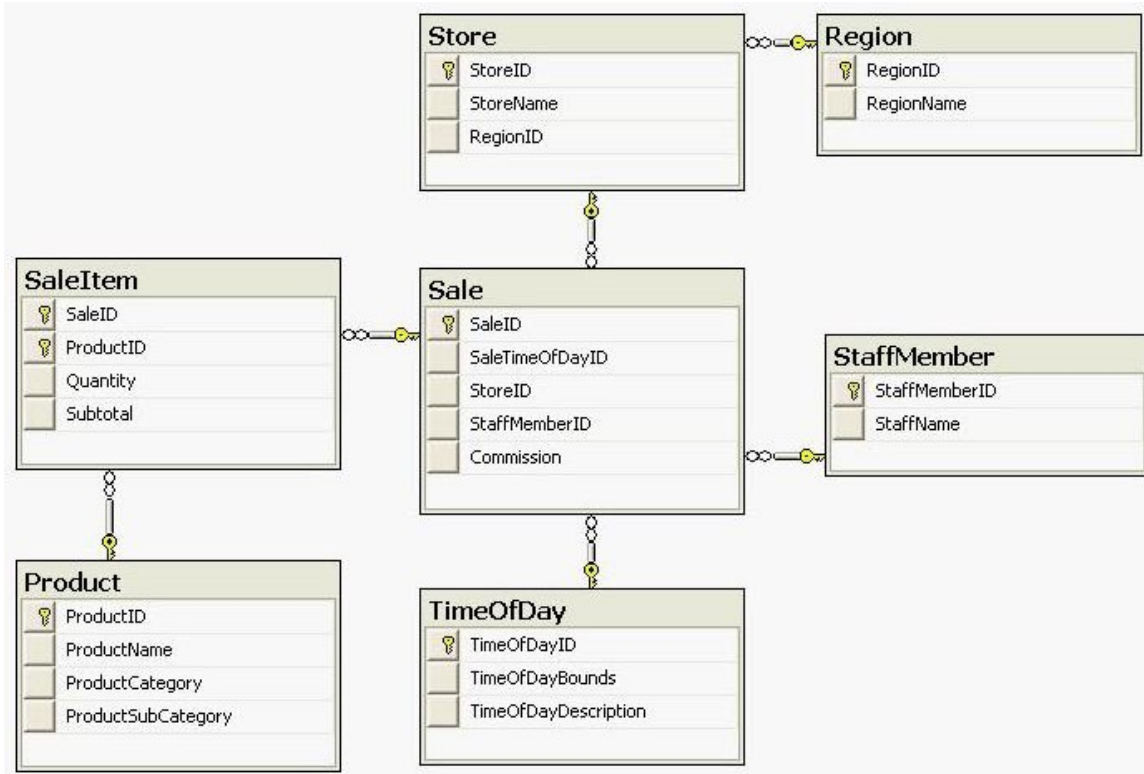 Store
StoreID
StoreName
RegionID
Region
RegionID
RegionName
SaleItem
SaleID
ProductID
Quantity
Subtotal
Sale
SaleID
SaleTimeOfDayID
StoreID
StaffMemberID
Commission
StaffMember
StaffMemberID
StaffName
Product
ProductID
ProductName
ProductCategory
ProductSubCategory
TimeOfDay
TimeOfDayID
TimeOfDayBounds
TimeOfDayDescription